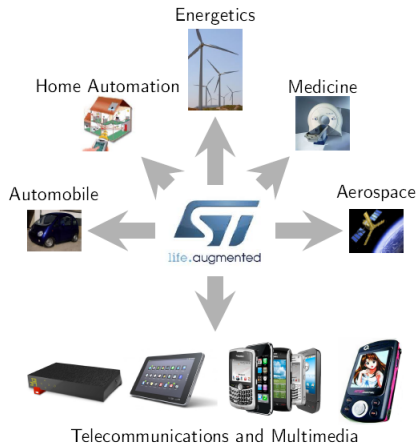 Energetics
Home Automation
Medicine
Automobile
Aerospace
ST
life.augmented
Telecommunications and Multimedia